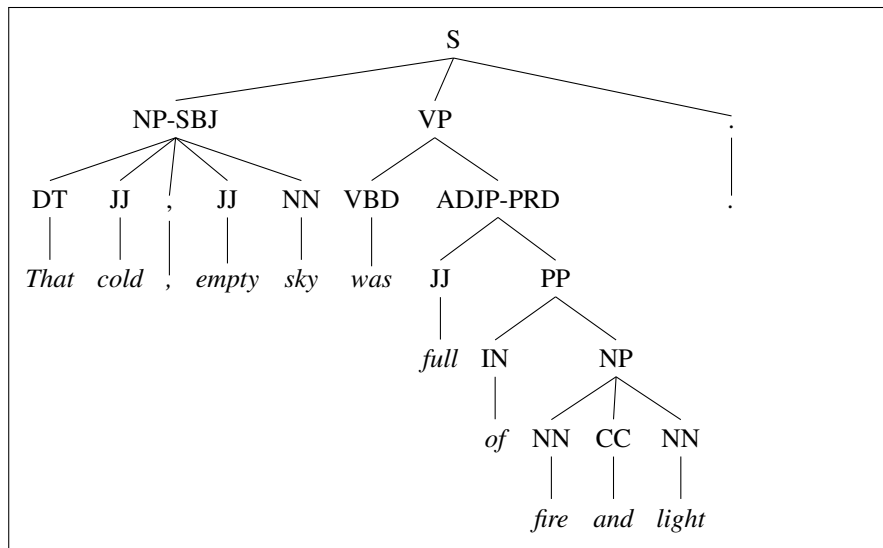 S
NP-SBJ VP .
DT JJ , JJ NN VBD ADJP-PRD .
That cold , empty sky was JJ PP
full IN NP
of NN CC NN
fire and light